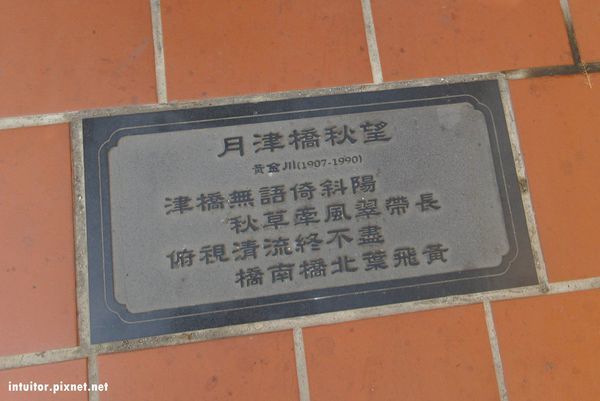 月津橋秋望
黃金川(1907-1990)
津橋無語倚斜陽
秋草牽風翠帶長
俯視清流終不盡
橋南橋北葉飛黃
intuitor.pixnet.net